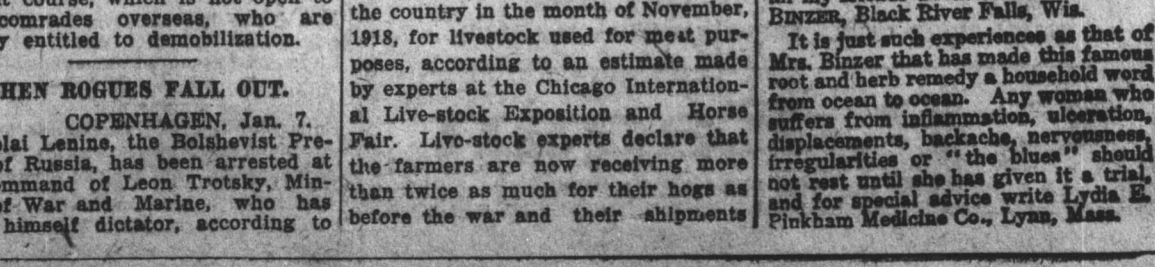 comrades overseas, who are
entitled to demobilization.
HEN ROGUES FALL OUT.
COPENHAGEN, Jan. 7.
lai Lenine, the Bolshevist Pre-
of Russia, has been arrested at
mmand of Leon Trotsky, Min-
of War and Marine, who has
himself dictator, according to
the country in the month of November,
1918, for livestock used for meat pur-
poses, according to an estimate made
by experts at the Chicago Internation-
al Live-stock Exposition and Horse
Fair. Live-stock experts declare that
the farmers are now receiving more
than twice as much for their hogs as
before the war and their shipments
BINZER, Black River Falls, Wis.
It is just such experiences as that of
Mrs. Binzer that has made this famous
root and herb remedy a household word
from ocean to ocean. Any woman who
suffers from inflammation, ulceration,
displacements, backache, nervousness,
irregularities or "the blues" should
not rest until she has given it a trial,
and for special advice write Lydia E.
Pinkham Medicine Co., Lynn, Mass.